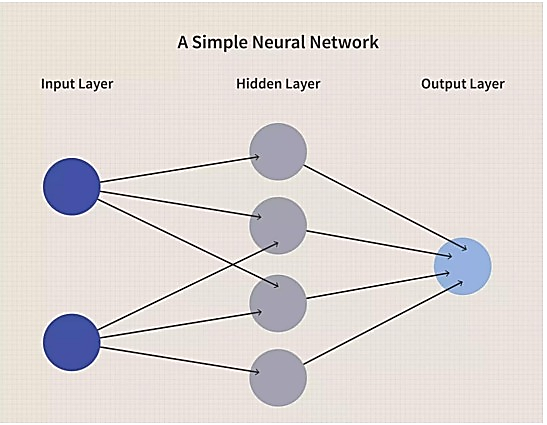 A Simple Neural Network
Input Layer
Hidden Layer
Output Layer